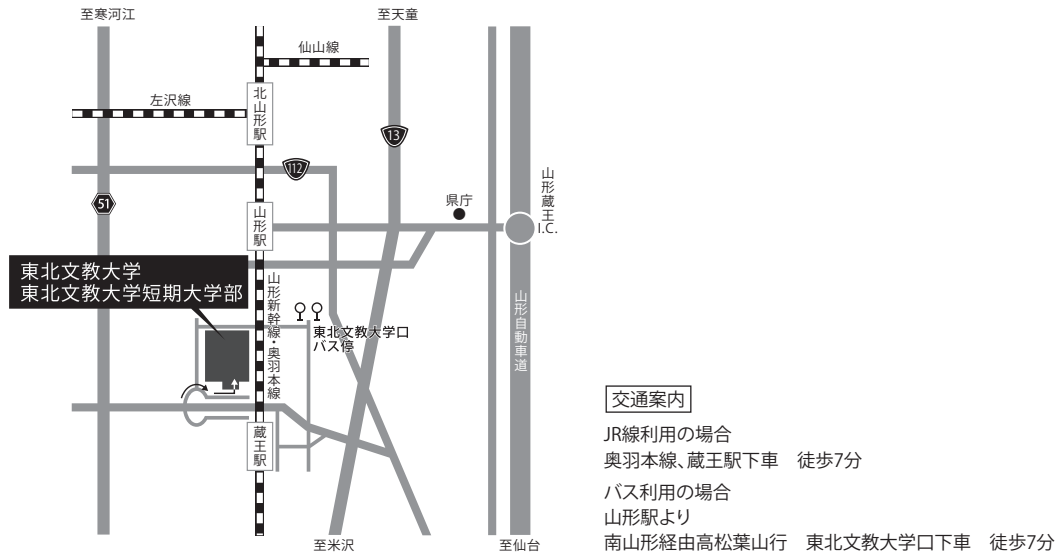 至寒河江
至天童
仙山線
左沢線
北山形駅
13
112
51
県庁
山形蔵王I.C.
山形駅
東北文教大学
東北文教大学短期大学部
山形新幹線・奥羽本線
東北文教大学口
バス停
山形自動車道
蔵王駅
至米沢
至仙台
交通案内
JR線利用の場合
奥羽本線、蔵王駅下車　徒歩7分
バス利用の場合
山形駅より
南山形経由高松葉山行　東北文教大学口下車　徒歩7分